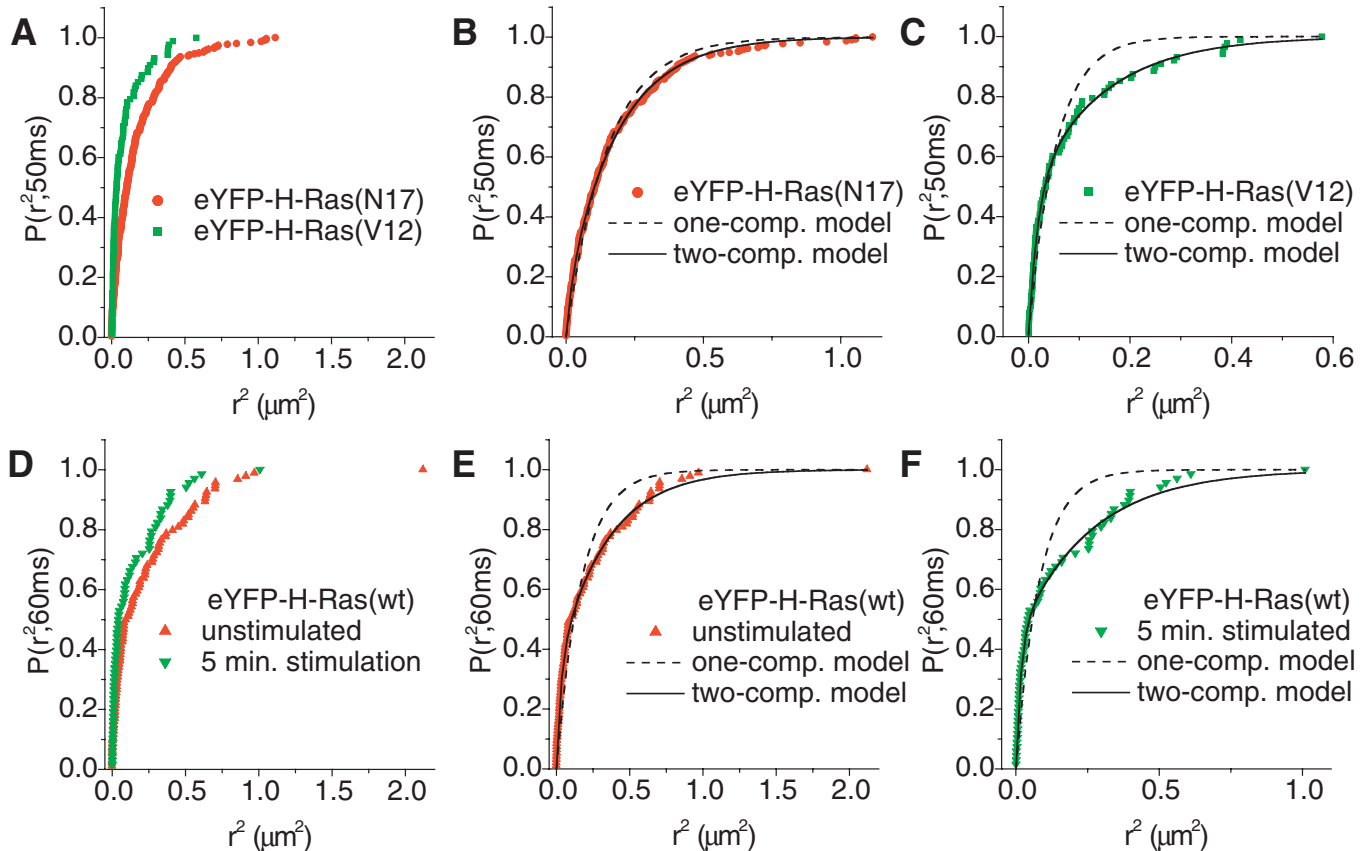 A
P(r²,50ms)
1.0
0.8
0.6
0.4
0.2
0.0
eYFP-H-Ras(N17)
eYFP-H-Ras(V12)
0.0 0.5 1.0 1.5 2.0
r² (μm²)
B
P(r²,50ms)
1.0
0.8
0.6
0.4
0.2
0.0
eYFP-H-Ras(N17)
one-comp. model
two-comp. model
0.0 0.5 1.0
r² (μm²)
C
P(r²,50ms)
1.0
0.8
0.6
0.4
0.2
0.0
eYFP-H-Ras(V12)
one-comp. model
two-comp. model
0.0 0.2 0.4 0.6
r² (μm²)
D
P(r²,60ms)
1.0
0.8
0.6
0.4
0.2
0.0
eYFP-H-Ras(wt)
unstimulated
5 min. stimulation
0.0 0.5 1.0 2.0
r² (μm²)
E
P(r²,60ms)
1.0
0.8
0.6
0.4
0.2
0.0
eYFP-H-Ras(wt)
unstimulated
one-comp. model
two-comp. model
0.0 0.5 1.0 2.0
r² (μm²)
F
P(r²,60ms)
1.0
0.8
0.6
0.4
0.2
0.0
eYFP-H-Ras(wt)
5 min. stimulated
one-comp. model
two-comp. model
0.0 0.5 1.0
r² (μm²)